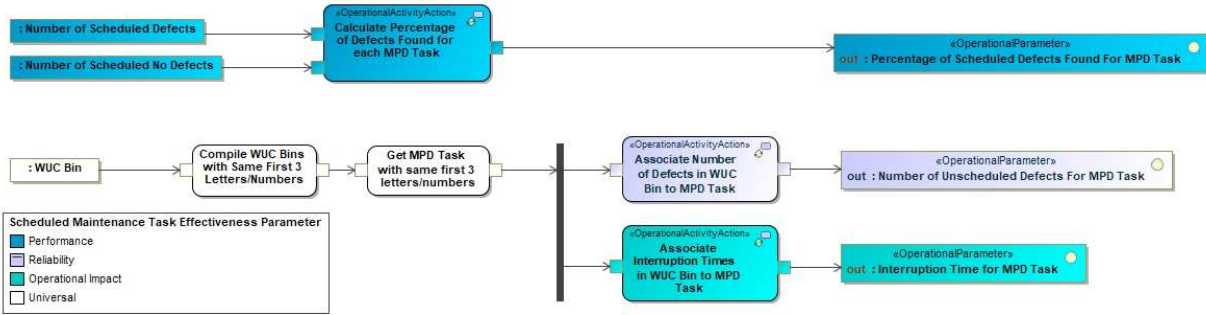 «OperationalActivityAction»
: Number of Scheduled Defects
Calculate Percentage
of Defects Found for
each MPD Task
: Number of Scheduled No Defects
«OperationalParameter»
out : Percentage of Scheduled Defects Found For MPD Task
: WUC Bin
Compile WUC Bins
with Same First 3
Letters/Numbers
Get MPD Task
with same first 3
letters/numbers
«OperationalActivityAction»
Associate Number
of Defects in WUC
Bin to MPD Task
«OperationalParameter»
out : Number of Unscheduled Defects For MPD Task
«OperationalActivityAction»
Associate
Interruption Times
in WUC Bin to MPD
Task
«OperationalParameter»
out : Interruption Time for MPD Task
Scheduled Maintenance Task Effectiveness Parameter
Performance
Reliability
Operational Impact
Universal